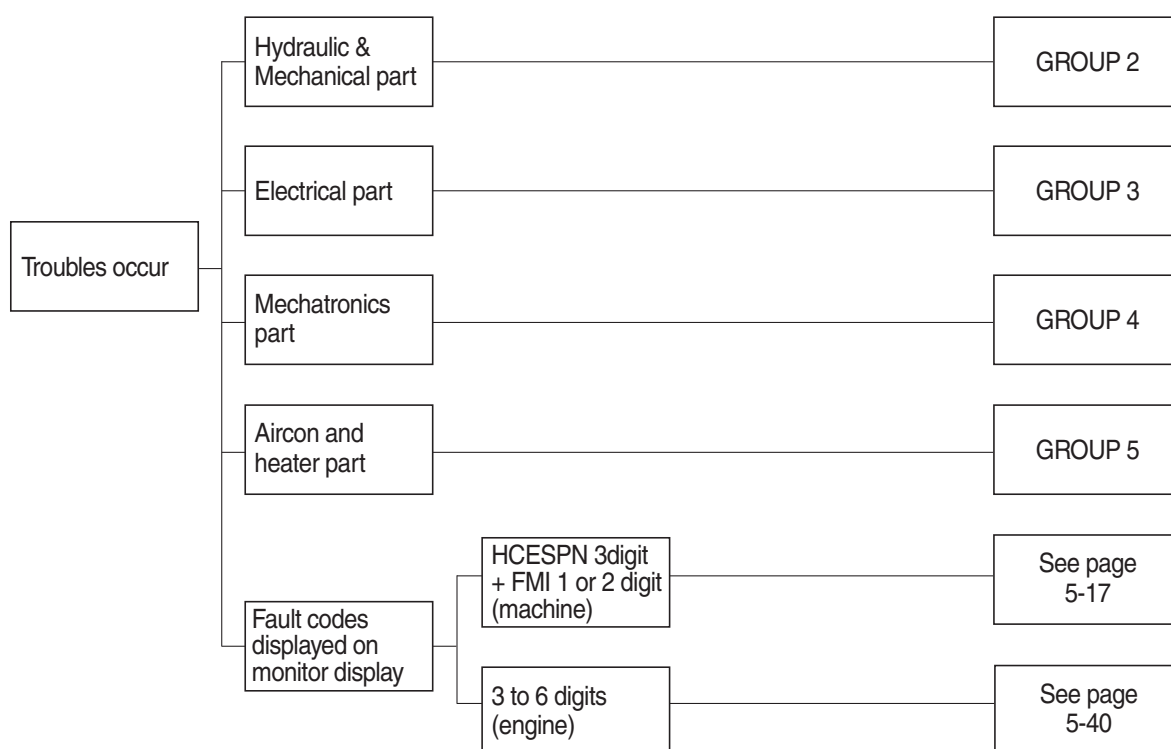 Hydraulic &
Mechanical part
GROUP 2
Electrical part
GROUP 3
Troubles occur
Mechatronics
part
GROUP 4
Aircon and
heater part
GROUP 5
Fault codes
displayed on
monitor display
HCESPN 3digit
+ FMI 1 or 2 digit
(machine)
See page
5-17
3 to 6 digits
(engine)
See page
5-40